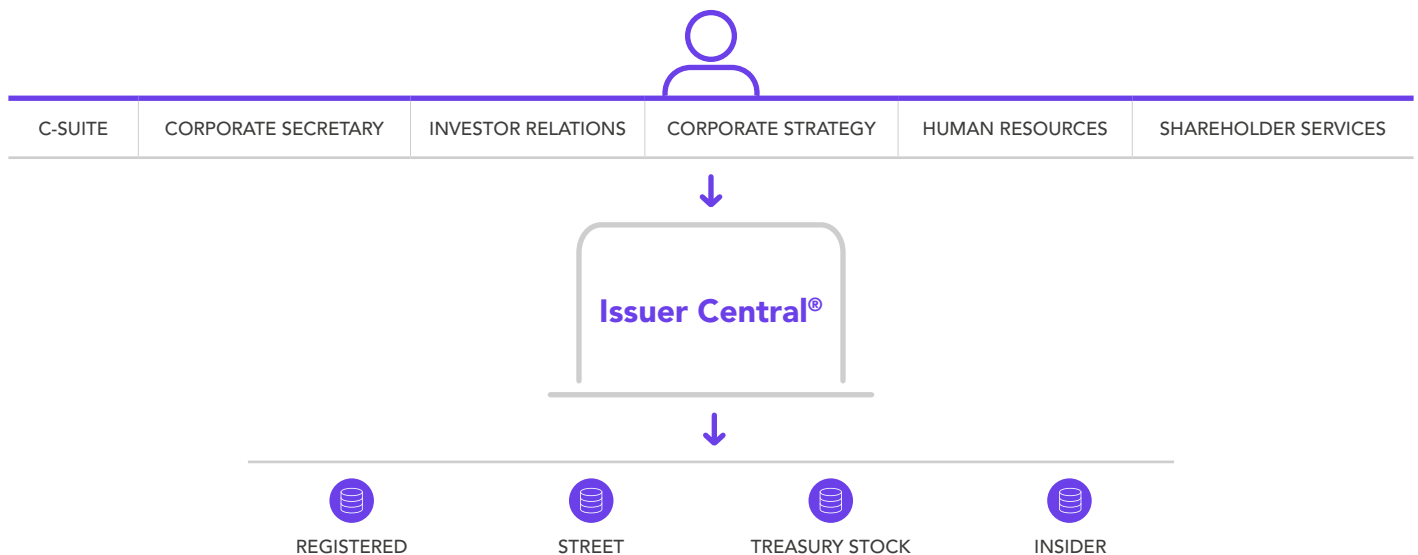 C-SUITE CORPORATE SECRETARY INVESTOR RELATIONS CORPORATE STRATEGY HUMAN RESOURCES SHAREHOLDER SERVICES
Issuer Central®
REGISTERED STREET TREASURY STOCK INSIDER